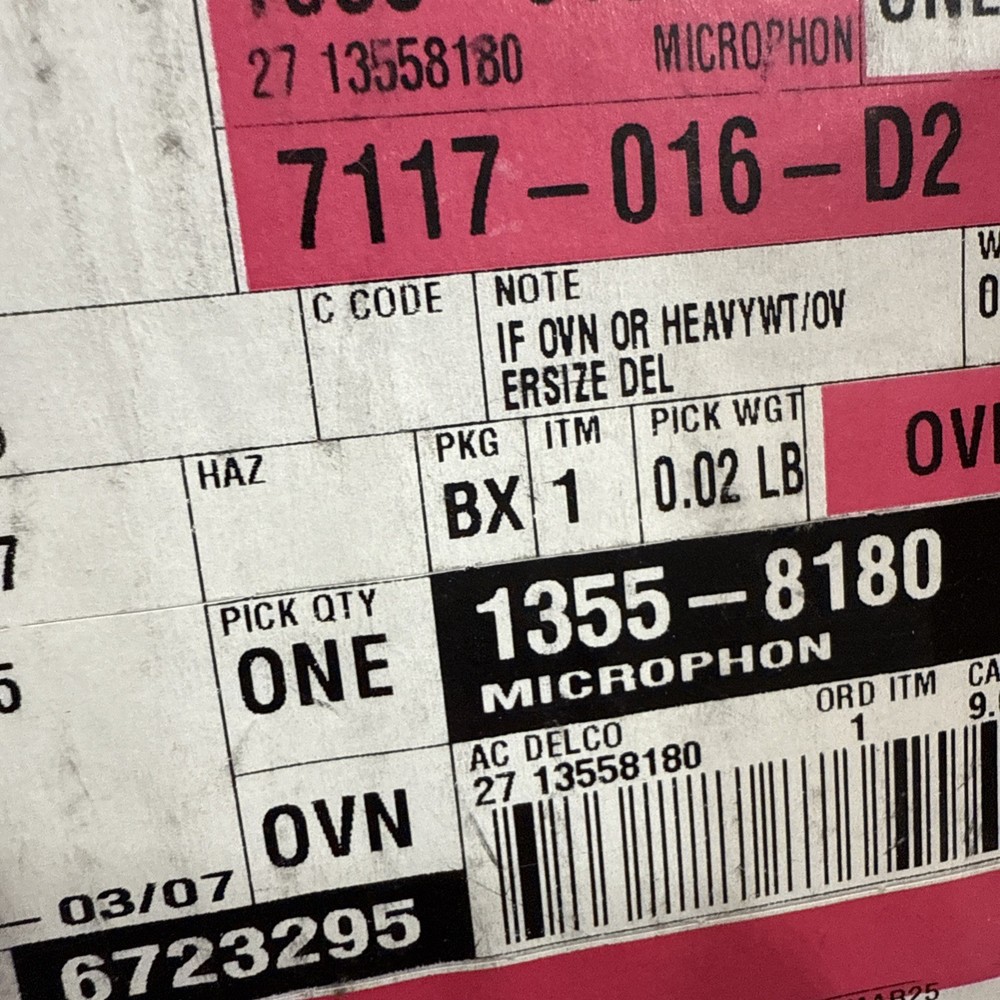 27 13558180 MICROPHON
7117-016-D2
C CODE
NOTE
IF OVN OR HEAVYWT/OV
ERSIZE DEL
HAZ
PKG
BX
ITM
1
PICK WGT
0.02 LB
PICK QTY
ONE
1355-8180
MICROPHON
AC DELCO
27 13558180
ORD ITM
1
OVN
03/07
6723295